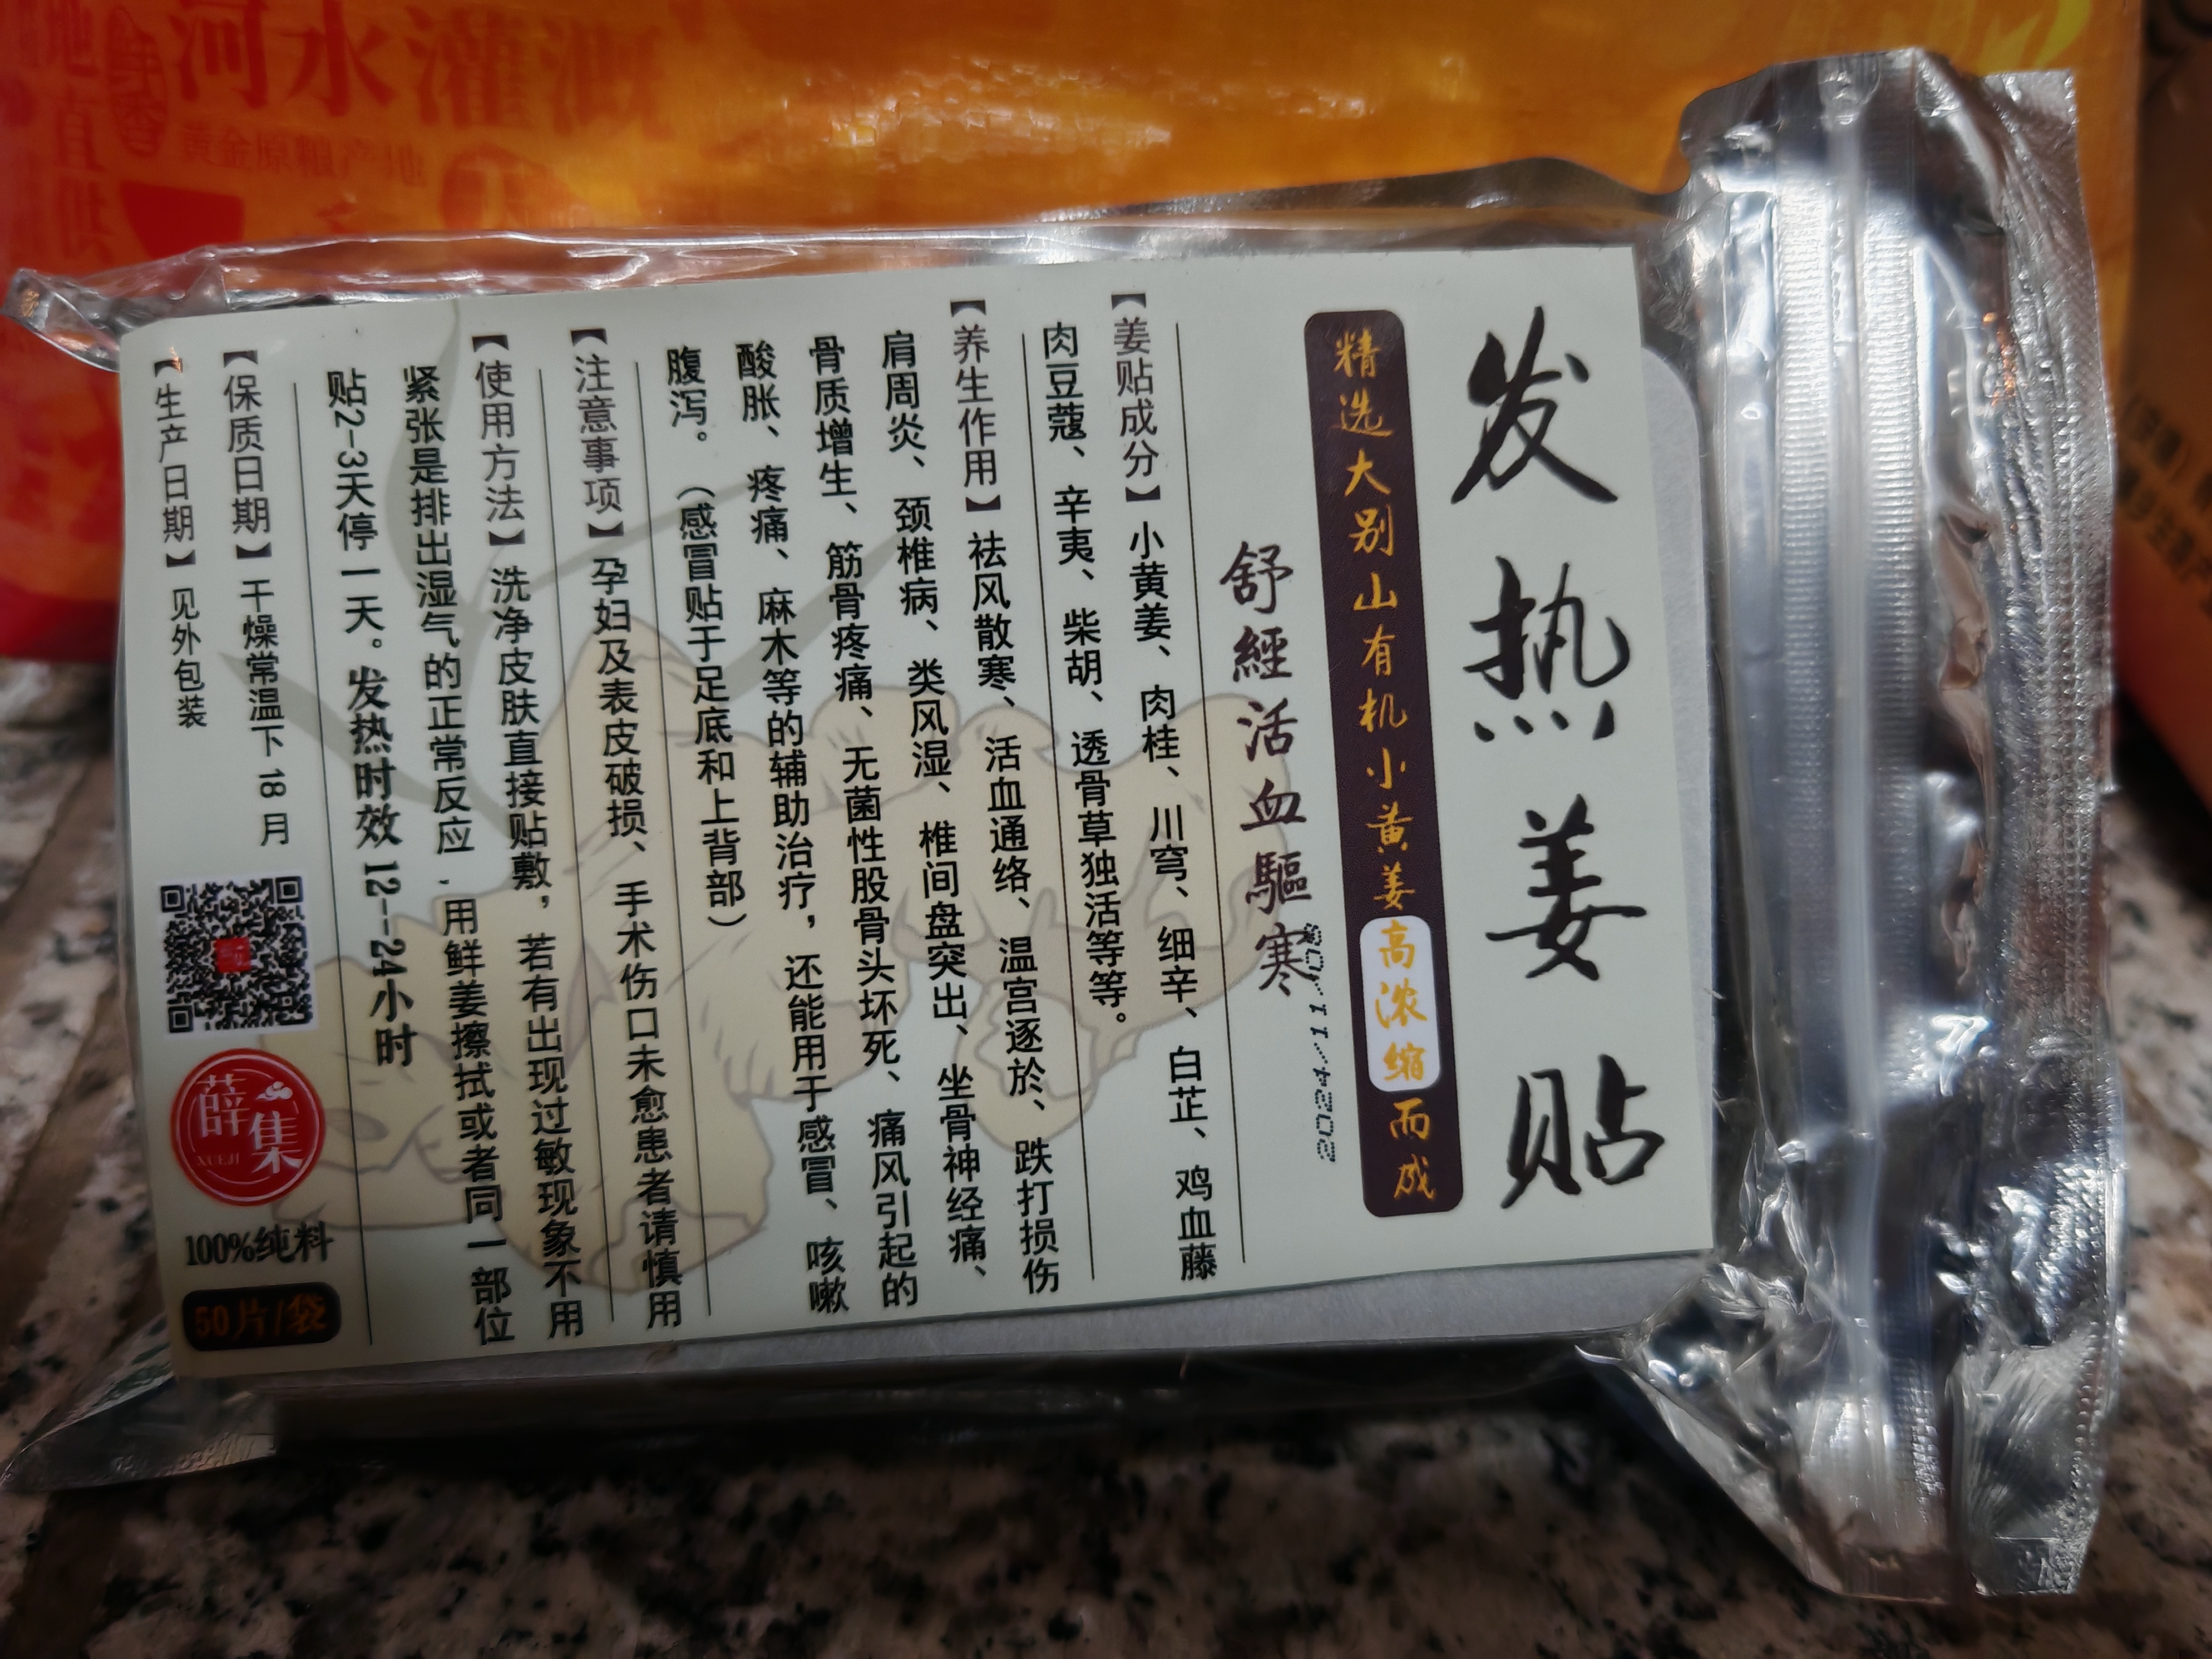 发热姜贴
精选大别山有机小黄姜高浓缩而成
舒經活血驅寒
2024/11/08
【姜贴成分】小黄姜、肉桂、川穹、细辛、白芷、鸡血藤
肉豆蔻、辛夷、柴胡、透骨草独活等等。
【养生作用】祛风散寒、活血通络、温宫逐於、跌打损伤
肩周炎、颈椎病、类风湿、椎间盘突出、坐骨神经痛、
骨质增生、筋骨疼痛、无菌性股骨头坏死、痛风引起的
酸胀、疼痛、麻木等的辅助治疗，还能用于感冒、咳嗽
腹泻。（感冒贴于足底和上背部）
【注意事项】孕妇及表皮破损、手术伤口未愈患者请慎用
【使用方法】洗净皮肤直接贴敷，若有出现过敏现象不用
紧张是排出湿气的正常反应，用鲜姜擦拭或者同一部位
贴2-3天停一天。发热时效12--24小时
【保质日期】干燥常温下18月
【生产日期】见外包装
薛集
XUEJI
100%纯料
50片/袋
河水灌溉
黄金原粮产地
地直供